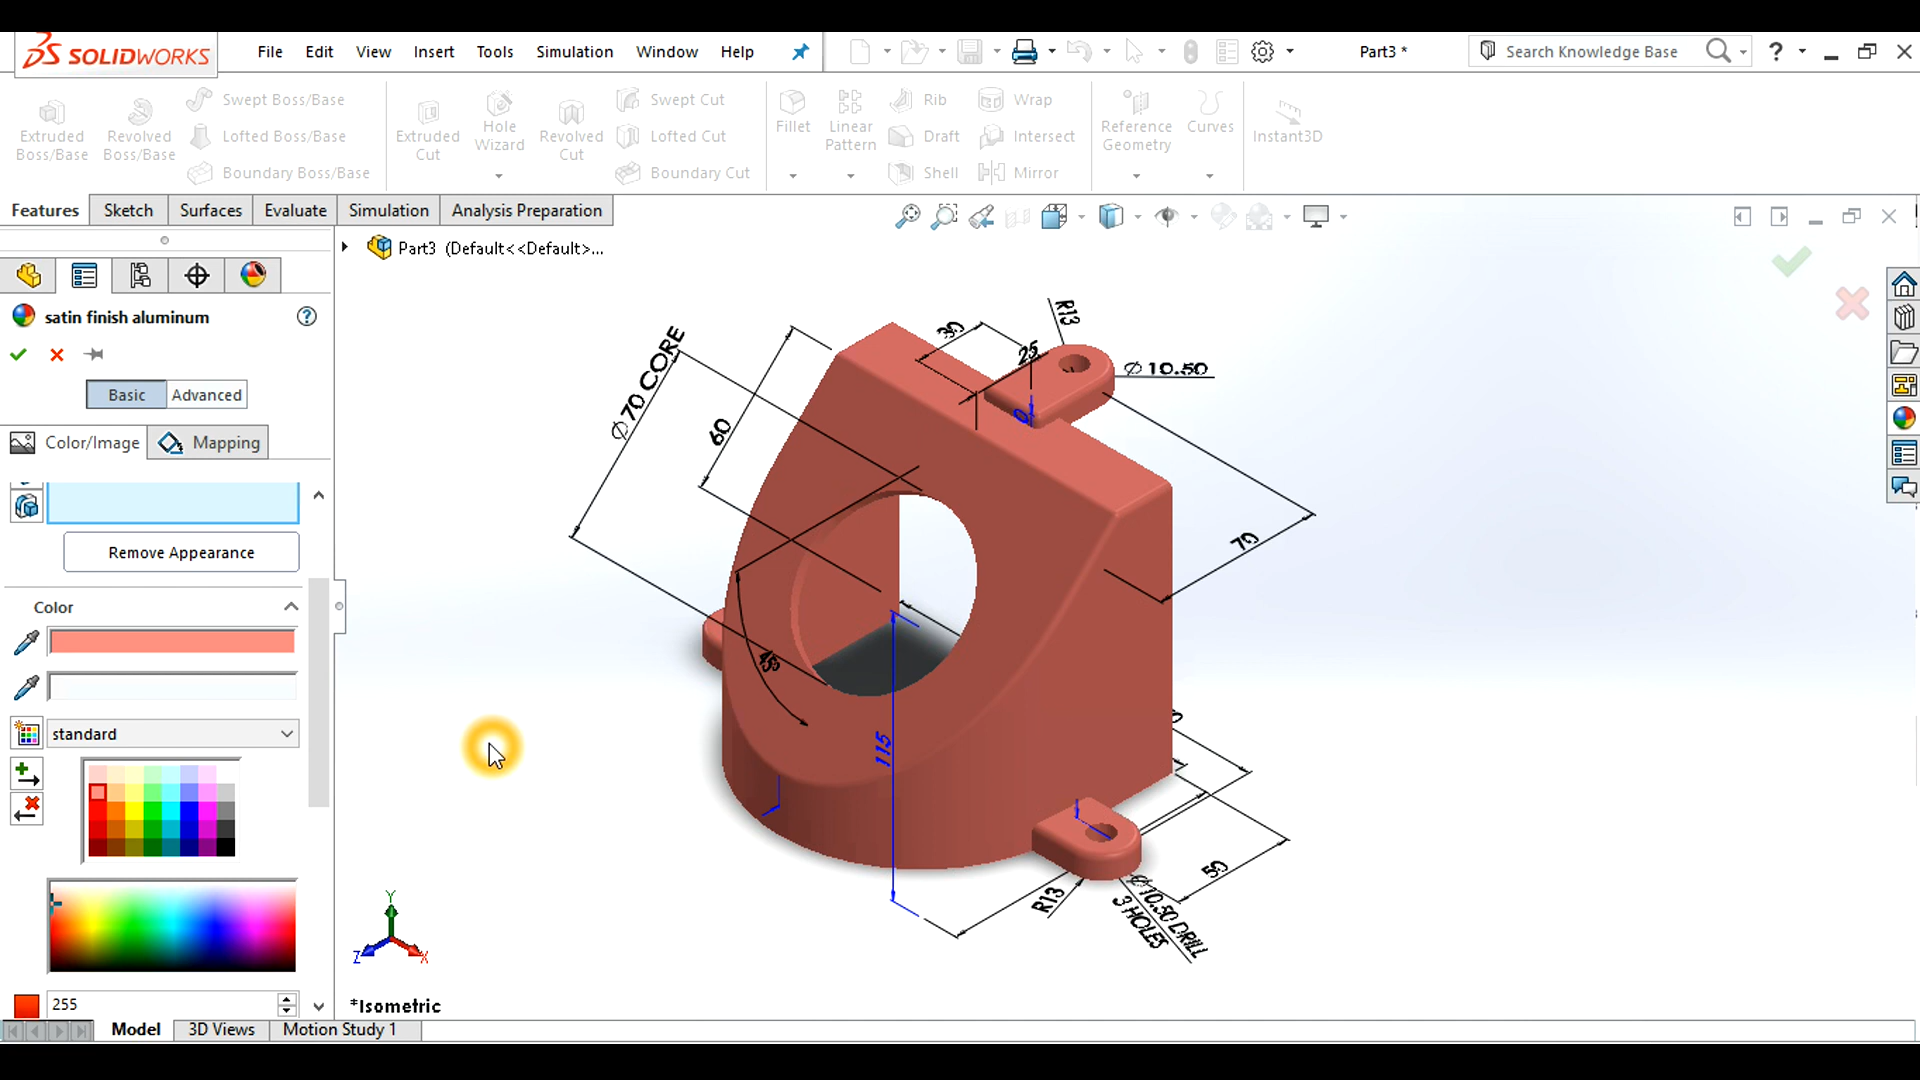 SOLIDWORKS File Edit View Insert Tools Simulation Window Help Part3 * Search Knowledge Base ?
Extruded Boss/Base
Revolved Boss/Base
Swept Boss/Base
Lofted Boss/Base
Boundary Boss/Base
Extruded Cut
Hole Wizard
Revolved Cut
Swept Cut
Lofted Cut
Boundary Cut
Fillet
Linear Pattern
Rib
Draft
Shell
Wrap
Intersect
Mirror
Reference Geometry
Curves
Instant3D
Features Sketch Surfaces Evaluate Simulation Analysis Preparation
Part3 (Default<<Default>...
satin finish aluminum
Basic Advanced
Color/Image Mapping
Remove Appearance
Color
standard
255
Ø70 CORE
60
30
R13
25
0
Ø10.50
70
45
115
50
R13
Ø10.50 DRILL
3 HOLES
Y
Z
X
*Isometric
Model 3D Views Motion Study 1